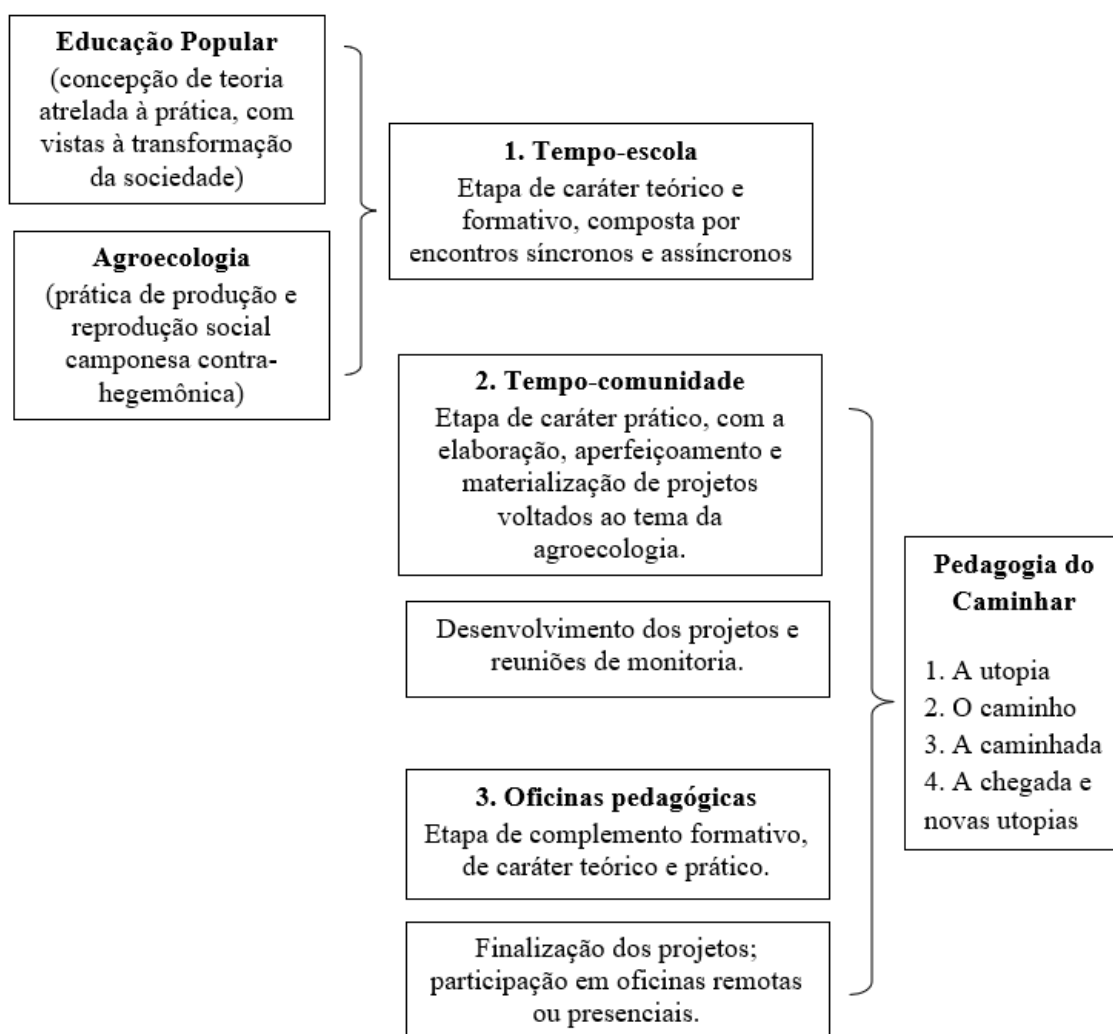 Educação Popular
(concepção de teoria
atrelada à prática, com
vistas à transformação
da sociedade)
Agroecologia
(prática de produção e
reprodução social
camponesa contra-
hegemônica)
1. Tempo-escola
Etapa de caráter teórico e
formativo, composta por
encontros síncronos e assíncronos
2. Tempo-comunidade
Etapa de caráter prático, com a
elaboração, aperfeiçoamento e
materialização de projetos
voltados ao tema da
agroecologia.
Desenvolvimento dos projetos e
reuniões de monitoria.
3. Oficinas pedagógicas
Etapa de complemento formativo,
de caráter teórico e prático.
Finalização dos projetos;
participação em oficinas remotas
ou presenciais.
Pedagogia do
Caminhar
1. A utopia
2. O caminho
3. A caminhada
4. A chegada e
novas utopias